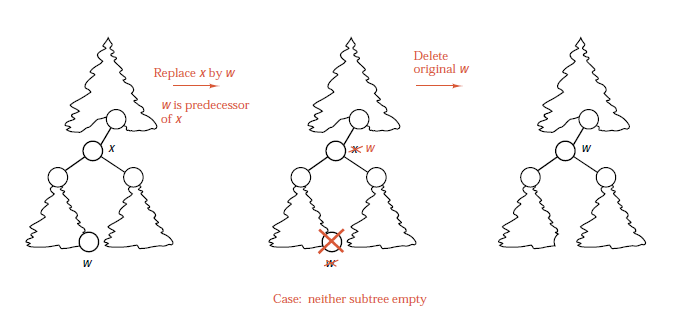 Replace x by w
w is predecessor
of x
Delete
original w
x
x w
w
w
w
Case: neither subtree empty